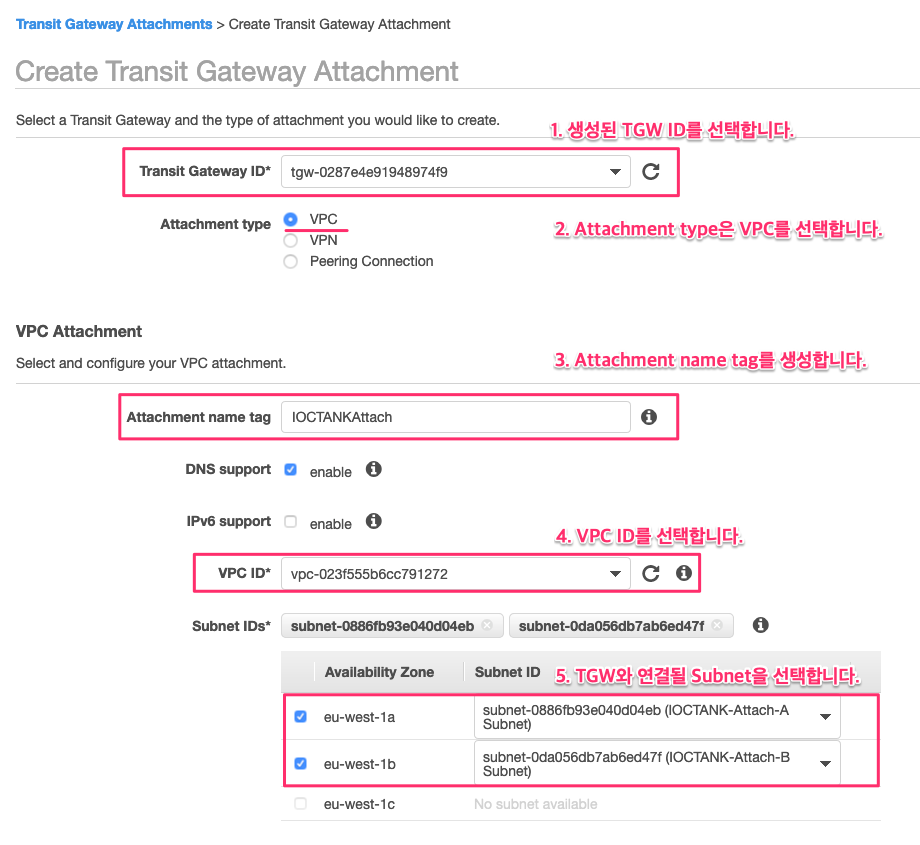 Transit Gateway Attachments > Create Transit Gateway Attachment
Create Transit Gateway Attachment
Select a Transit Gateway and the type of attachment you would like to create.
1. 생성된 TGW ID를 선택합니다.
Transit Gateway ID* tgw-0287e4e91948974f9
Attachment type VPC
2. Attachment type은 VPC를 선택합니다.
VPN
Peering Connection
VPC Attachment
Select and configure your VPC attachment.
3. Attachment name tag를 생성합니다.
Attachment name tag IOCTANKAttach
DNS support enable
IPv6 support enable
4. VPC ID를 선택합니다.
VPC ID* vpc-023f555b6cc791272
Subnet IDs* subnet-0886fb93e040d04eb subnet-0da056db7ab6ed47f
Availability Zone Subnet ID 5. TGW와 연결될 Subnet을 선택합니다.
eu-west-1a subnet-0886fb93e040d04eb (IOCTANK-Attach-A
Subnet)
eu-west-1b subnet-0da056db7ab6ed47f (IOCTANK-Attach-B
Subnet)
eu-west-1c No subnet available